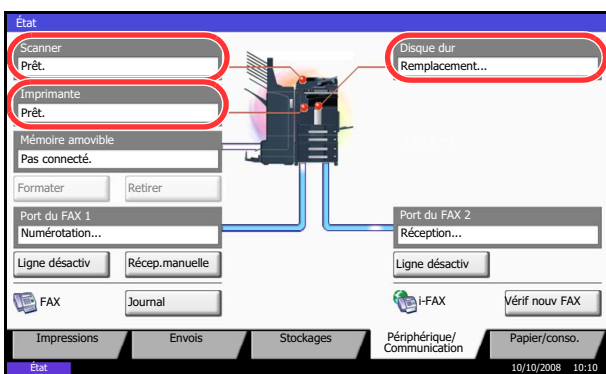 État
Scanner
Prêt.
Disque dur
Remplacement...
Imprimante
Prêt.
Mémoire amovible
Pas connecté.
Formater
Retirer
Port du FAX 1
Numérotation...
Port du FAX 2
Réception...
Ligne désactiv
Récep.manuelle
Ligne désactiv
FAX
Journal
i-FAX
Vérif nouv FAX
Impressions
Envois
Stockages
Périphérique/
Communication
Papier/conso.
État
10/10/2008 10:10